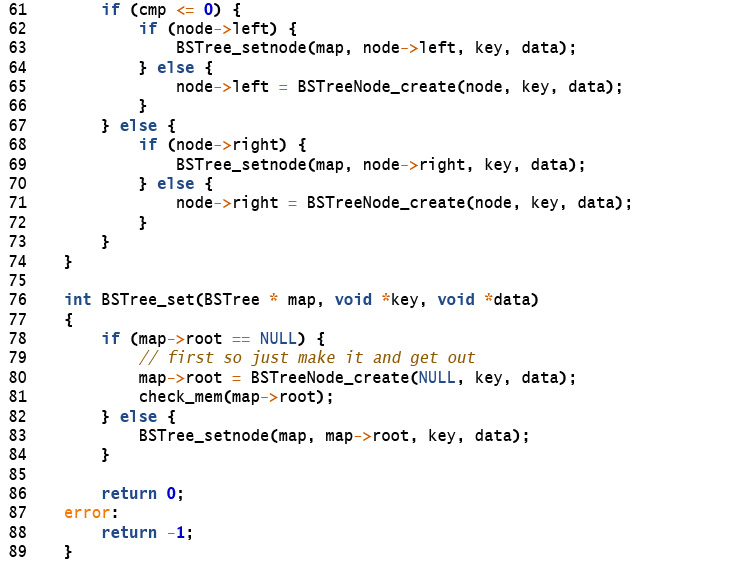 61         if (cmp <= 0) {
62             if (node->left) {
63                 BSTree_setnode(map, node->left, key, data);
64             } else {
65                 node->left = BSTreeNode_create(node, key, data);
66             }
67         } else {
68             if (node->right) {
69                 BSTree_setnode(map, node->right, key, data);
70             } else {
71                 node->right = BSTreeNode_create(node, key, data);
72             }
73         }
74     }
75
76     int BSTree_set(BSTree * map, void *key, void *data)
77     {
78         if (map->root == NULL) {
79             // first so just make it and get out
80             map->root = BSTreeNode_create(NULL, key, data);
81             check_mem(map->root);
82         } else {
83             BSTree_setnode(map, map->root, key, data);
84         }
85
86         return 0;
87     error:
88         return -1;
89     }